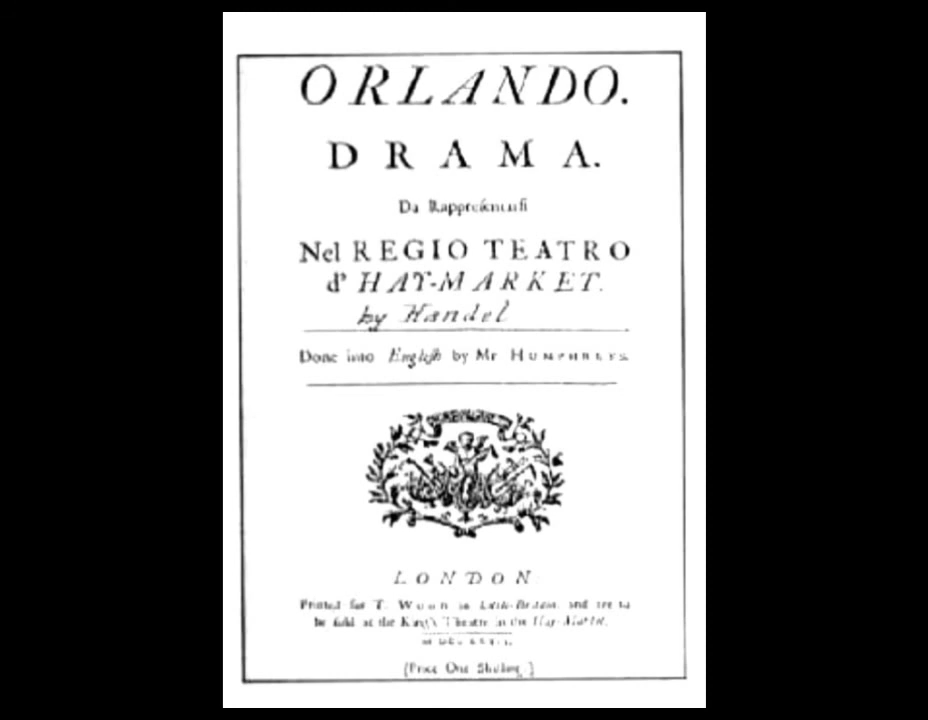 ORLANDO.
DRAMA.
Da Rappresentarsi
Nel REGIO TEATRO
d' HAY-MARKET.
by Handel
Done into English by Mr HUMPHREYS.
LONDON
Printed for T. WOOD in Little-Britain, and are to
be sold at the King's Theatre in the Hay-Market.
(Price One Shilling.)